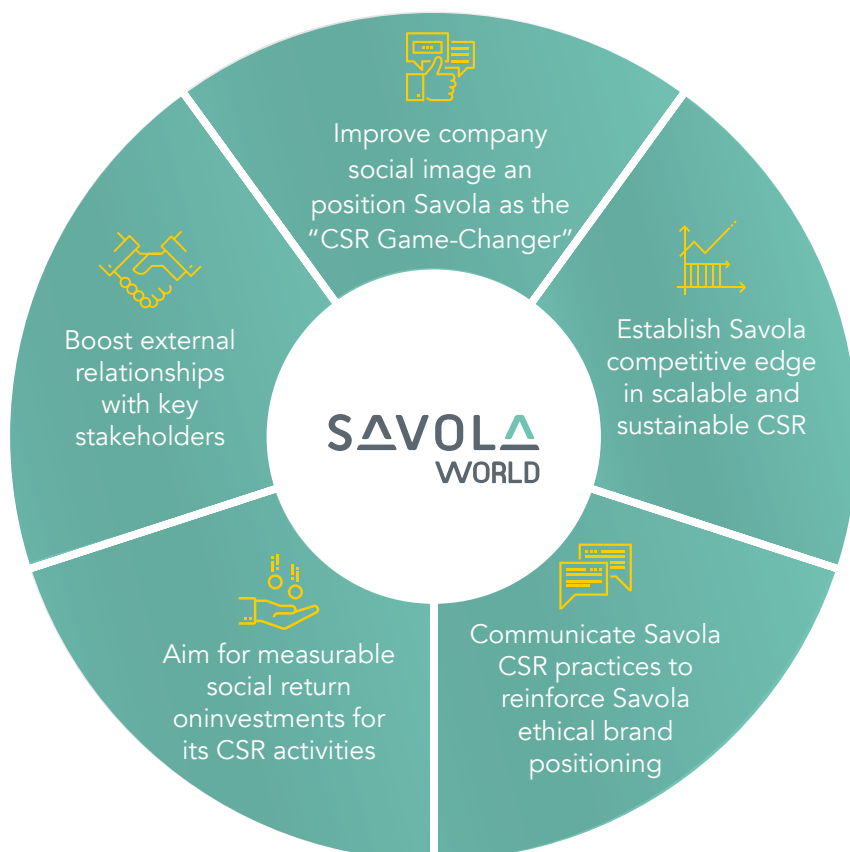 Improve company
social image an
position Savola as the
“CSR Game-Changer”
Establish Savola
competitive edge
in scalable and
sustainable CSR
Communicate Savola
CSR practices to
reinforce Savola
ethical brand
positioning
Aim for measurable
social return
oninvestments for
its CSR activities
Boost external
relationships
with key
stakeholders
SAVOLA
WORLD